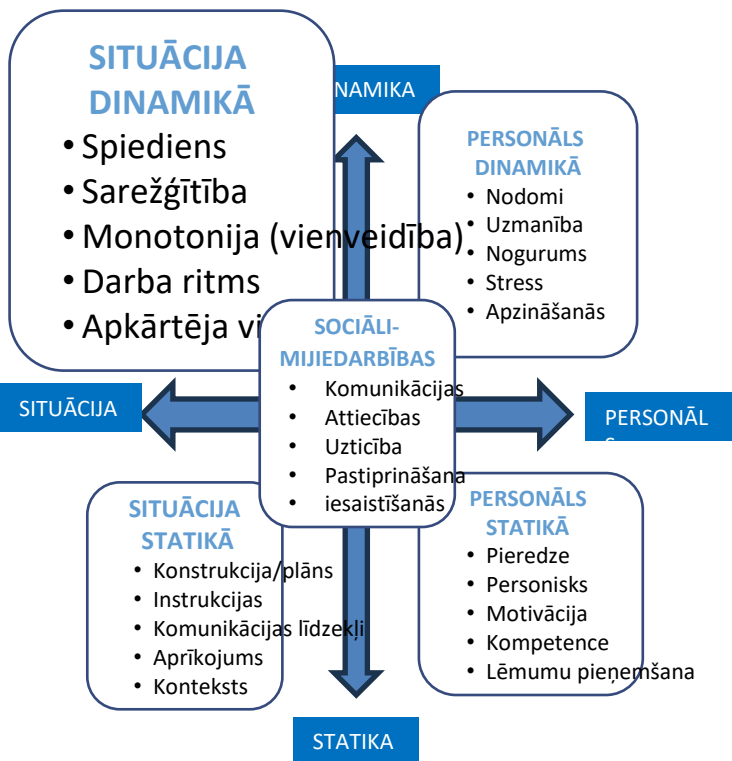 SITUĀCIJA
DINAMIKĀ
• Spiediens
• Sarežģītība
• Monotonija (vienveidība)
• Darba ritms
• Apkārtēja vi
NAMIKA
PERSONĀLS
DINAMIKĀ
• Nodomi
• Uzmanība
• Nogurums
• Stress
• Apzināšanās
SOCIĀLI-
MIJIEDARBĪBAS
• Komunikācijas
• Attiecības
• Uzticība
• Pastiprināšana
• iesaistīšanās
SITUĀCIJA
PERSONĀL
SITUĀCIJA
STATIKĀ
• Konstrukcija/plāns
• Instrukcijas
• Komunikācijas līdzekļi
• Aprīkojums
• Konteksts
PERSONĀLS
STATIKĀ
• Pieredze
• Personisks
• Motivācija
• Kompetence
• Lēmumu pieņemšana
STATIKA